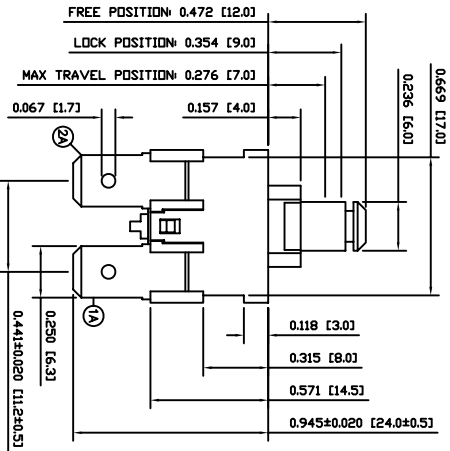 FREE POSITION: 0.472 [12.0]
LOCK POSITION: 0.354 [9.0]
MAX TRAVEL POSITION: 0.276 [7.0]
0.067 [1.7]
0.157 [4.0]
0.236 [6.0]
0.669 [17.0]
2A
1A
0.118 [3.0]
0.315 [8.0]
0.571 [14.5]
0.945±0.020 [24.0±0.5]
0.250 [6.3]
0.441±0.020 [11.2±0.5]